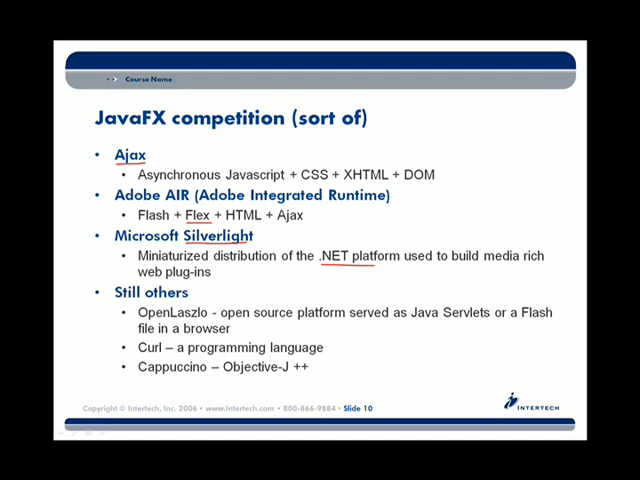 Course Name
JavaFX competition (sort of)
• Ajax
• Asynchronous Javascript + CSS + XHTML + DOM
• Adobe AIR (Adobe Integrated Runtime)
• Flash + Flex + HTML + Ajax
• Microsoft Silverlight
• Miniaturized distribution of the .NET platform used to build media rich
web plug-ins
• Still others
• OpenLaszlo - open source platform served as Java Servlets or a Flash
file in a browser
• Curl – a programming language
• Cappuccino – Objective-J ++
Copyright © Intertech, Inc. 2006 • www.Intertech.com • 800-866-9884 • Slide 10
INTERTECH